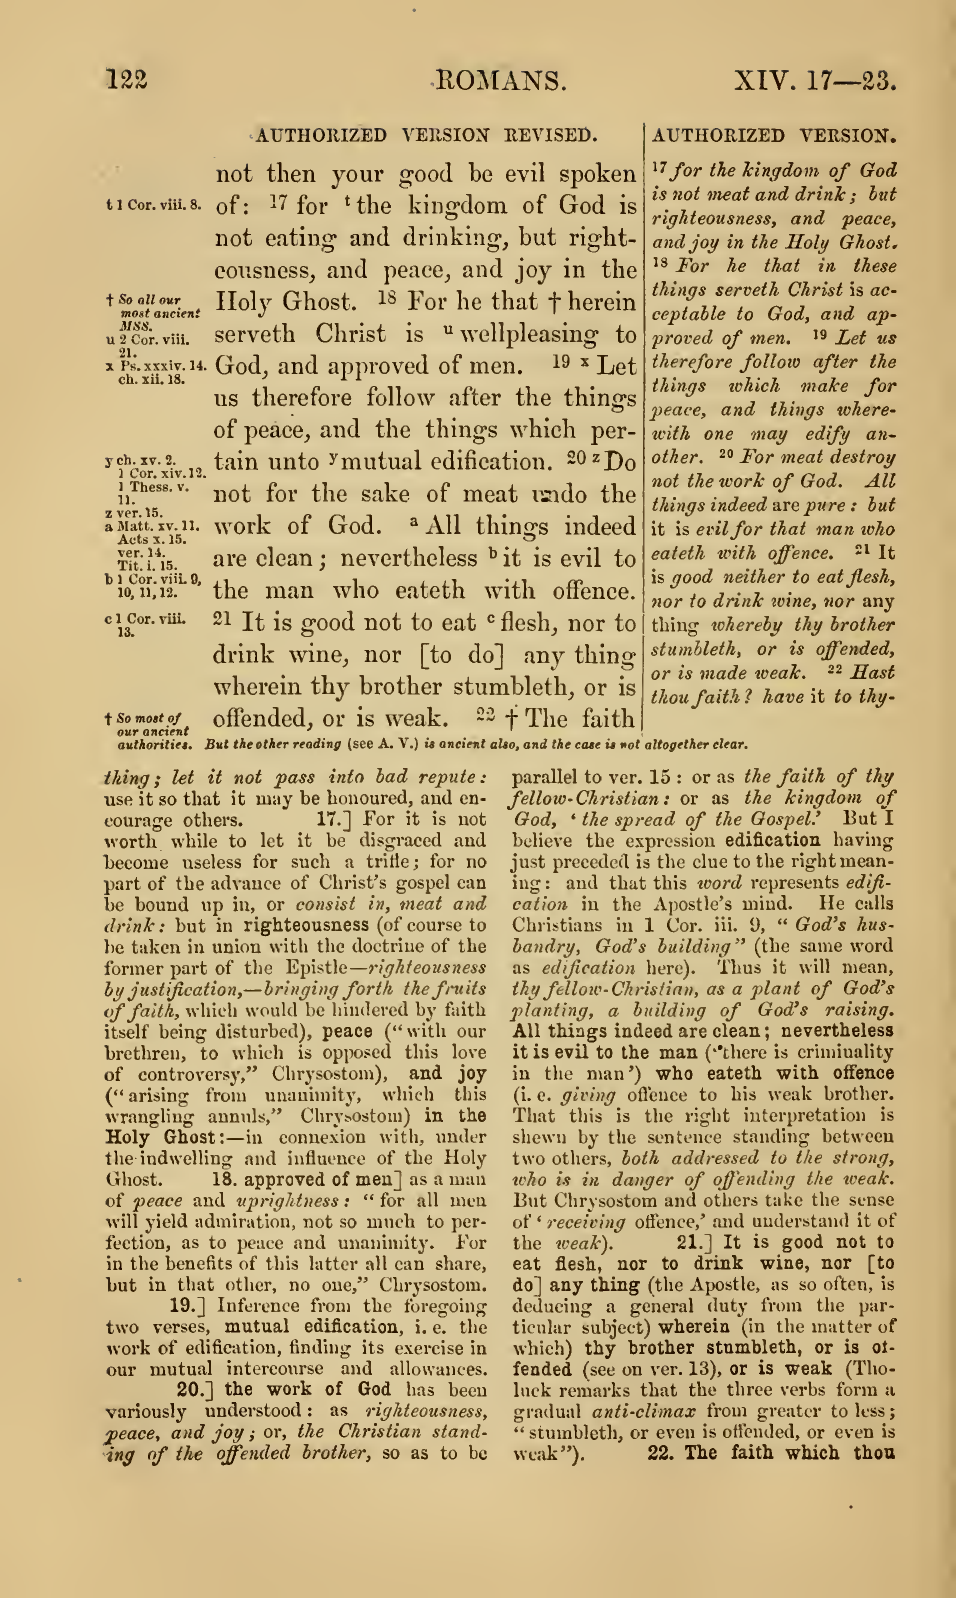 122
ROMANS.
XIV. 17—23.
AUTHORIZED VERSION REVISED.
not then your good be evil spoken
of: 17 for t the kingdom of God is
not eating and drinking, but right-
eousness, and peace, and joy in the
Holy Ghost. 18 For he that † herein
serveth Christ is u wellpleasing to
God, and approved of men. 19 x Let
us therefore follow after the things
of peace, and the things which per-
tain unto y mutual edification. 20 z Do
not for the sake of meat undo the
work of God. a All things indeed
are clean; nevertheless b it is evil to
the man who eateth with offence.
21 It is good not to eat c flesh, nor to
drink wine, nor [to do] any thing
wherein thy brother stumbleth, or is
offended, or is weak. 22 † The faith
t 1 Cor. viii. 8.
† So all our
most ancient
MSS.
u 2 Cor. viii.
21.
x Ps. xxxiv. 14.
ch. xii. 18.
y ch. xv. 2.
1 Cor. xiv. 12.
1 Thess. v.
11.
z ver. 15.
a Matt. xv. 11.
Acts x. 15.
ver. 14.
Tit. i. 15.
b 1 Cor. viii. 9,
10, 11, 12.
c 1 Cor. viii.
13.
† So most of
our ancient
authorities. But the other reading (see A. V.) is ancient also, and the case is not altogether clear.
AUTHORIZED VERSION.
17 for the kingdom of God
is not meat and drink; but
righteousness, and peace,
and joy in the Holy Ghost.
18 For he that in these
things serveth Christ is ac-
ceptable to God, and ap-
proved of men. 19 Let us
therefore follow after the
things which make for
peace, and things where-
with one may edify an-
other. 20 For meat destroy
not the work of God. All
things indeed are pure: but
it is evil for that man who
eateth with offence. 21 It
is good neither to eat flesh,
nor to drink wine, nor any
thing whereby thy brother
stumbleth, or is offended,
or is made weak. 22 Hast
thou faith? have it to thy-
thing; let it not pass into bad repute:
use it so that it may be honoured, and en-
courage others. 17.] For it is not
worth while to let it be disgraced and
become useless for such a trifle; for no
part of the advance of Christ's gospel can
be bound up in, or consist in, meat and
drink: but in righteousness (of course to
be taken in union with the doctrine of the
former part of the Epistle—righteousness
by justification,—bringing forth the fruits
of faith, which would be hindered by faith
itself being disturbed), peace ("with our
brethren, to which is opposed this love
of controversy," Chrysostom), and joy
("arising from unanimity, which this
wrangling annuls," Chrysostom) in the
Holy Ghost:—in connexion with, under
the indwelling and influence of the Holy
Ghost. 18. approved of men] as a man
of peace and uprightness: "for all men
will yield admiration, not so much to per-
fection, as to peace and unanimity. For
in the benefits of this latter all can share,
but in that other, no one," Chrysostom.
19.] Inference from the foregoing
two verses, mutual edification, i. e. the
work of edification, finding its exercise in
our mutual intercourse and allowances.
20.] the work of God has been
variously understood: as righteousness,
peace, and joy; or, the Christian stand-
ing of the offended brother, so as to be
parallel to ver. 15: or as the faith of thy
fellow-Christian: or as the kingdom of
God, 'the spread of the Gospel.' But I
believe the expression edification having
just preceded is the clue to the right mean-
ing: and that this word represents edifi-
cation in the Apostle's mind. He calls
Christians in 1 Cor. iii. 9, "God's hus-
bandry, God's building" (the same word
as edification here). Thus it will mean,
thy fellow-Christian, as a plant of God's
planting, a building of God's raising.
All things indeed are clean; nevertheless
it is evil to the man ('there is criminality
in the man') who eateth with offence
(i. e. giving offence to his weak brother.
That this is the right interpretation is
shewn by the sentence standing between
two others, both addressed to the strong,
who is in danger of offending the weak.
But Chrysostom and others take the sense
of 'receiving offence,' and understand it of
the weak). 21.] It is good not to
eat flesh, nor to drink wine, nor [to
do] any thing (the Apostle, as so often, is
deducing a general duty from the par-
ticular subject) wherein (in the matter of
which) thy brother stumbleth, or is of-
fended (see on ver. 13), or is weak (Tho-
luck remarks that the three verbs form a
gradual anti-climax from greater to less;
"stumbleth, or even is offended, or even is
weak"). 22. The faith which thou